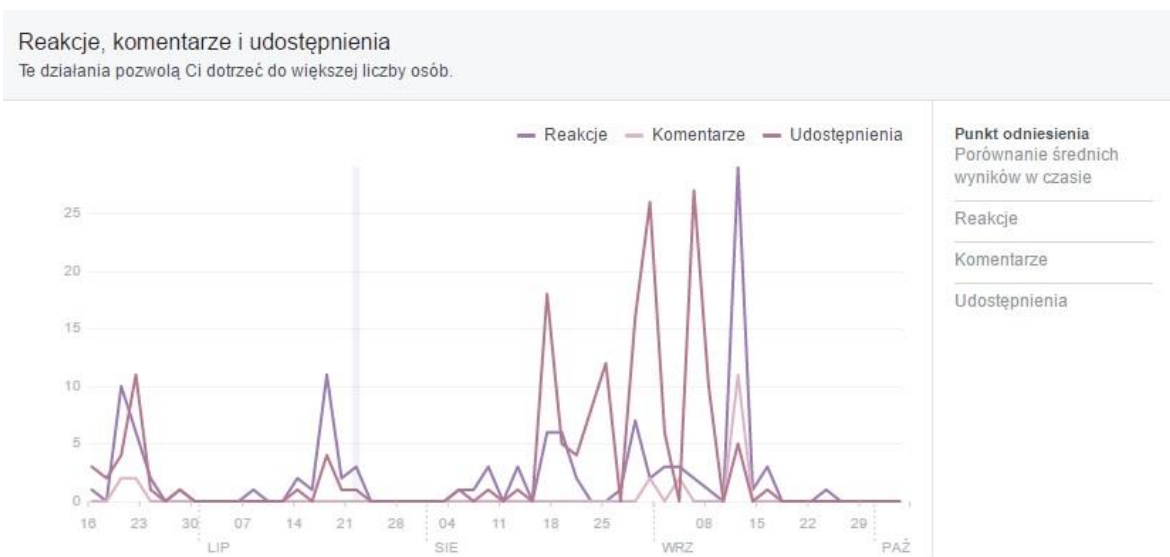 Reakcje, komentarze i udostępnienia
Te działania pozwolą Ci dotrzeć do większej liczby osób.
Reakcje Komentarze Udostępnienia
25
20
15
10
5
0
16 23 30 07 14 21 28 04 11 18 25 08 15 22 29
LIP SIE WRZ PAŹ
Punkt odniesienia
Porównanie średnich
wyników w czasie
Reakcje
Komentarze
Udostępnienia